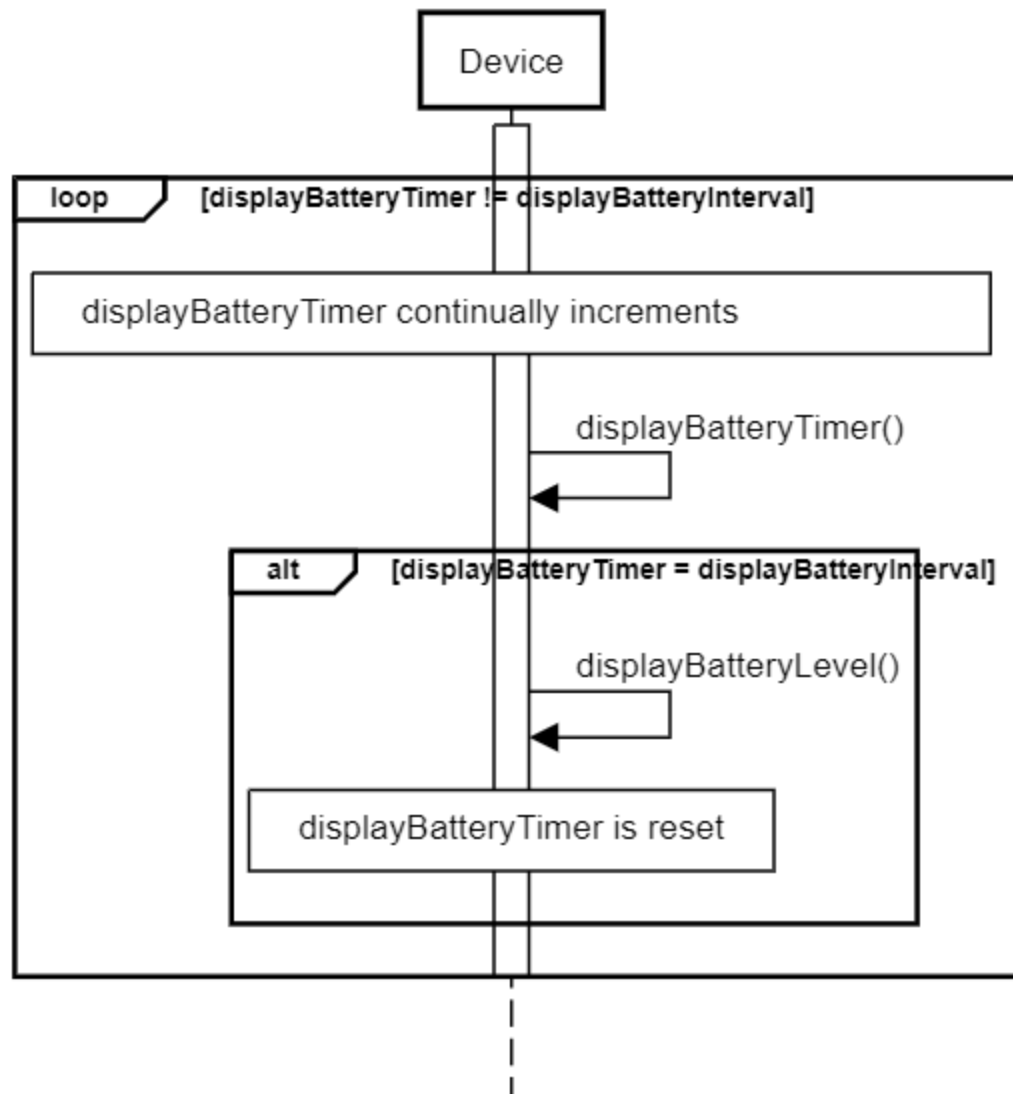 Device
loop [displayBatteryTimer != displayBatteryInterval]
displayBatteryTimer continually increments
displayBatteryTimer()
alt [displayBatteryTimer = displayBatteryInterval]
displayBatteryLevel()
displayBatteryTimer is reset